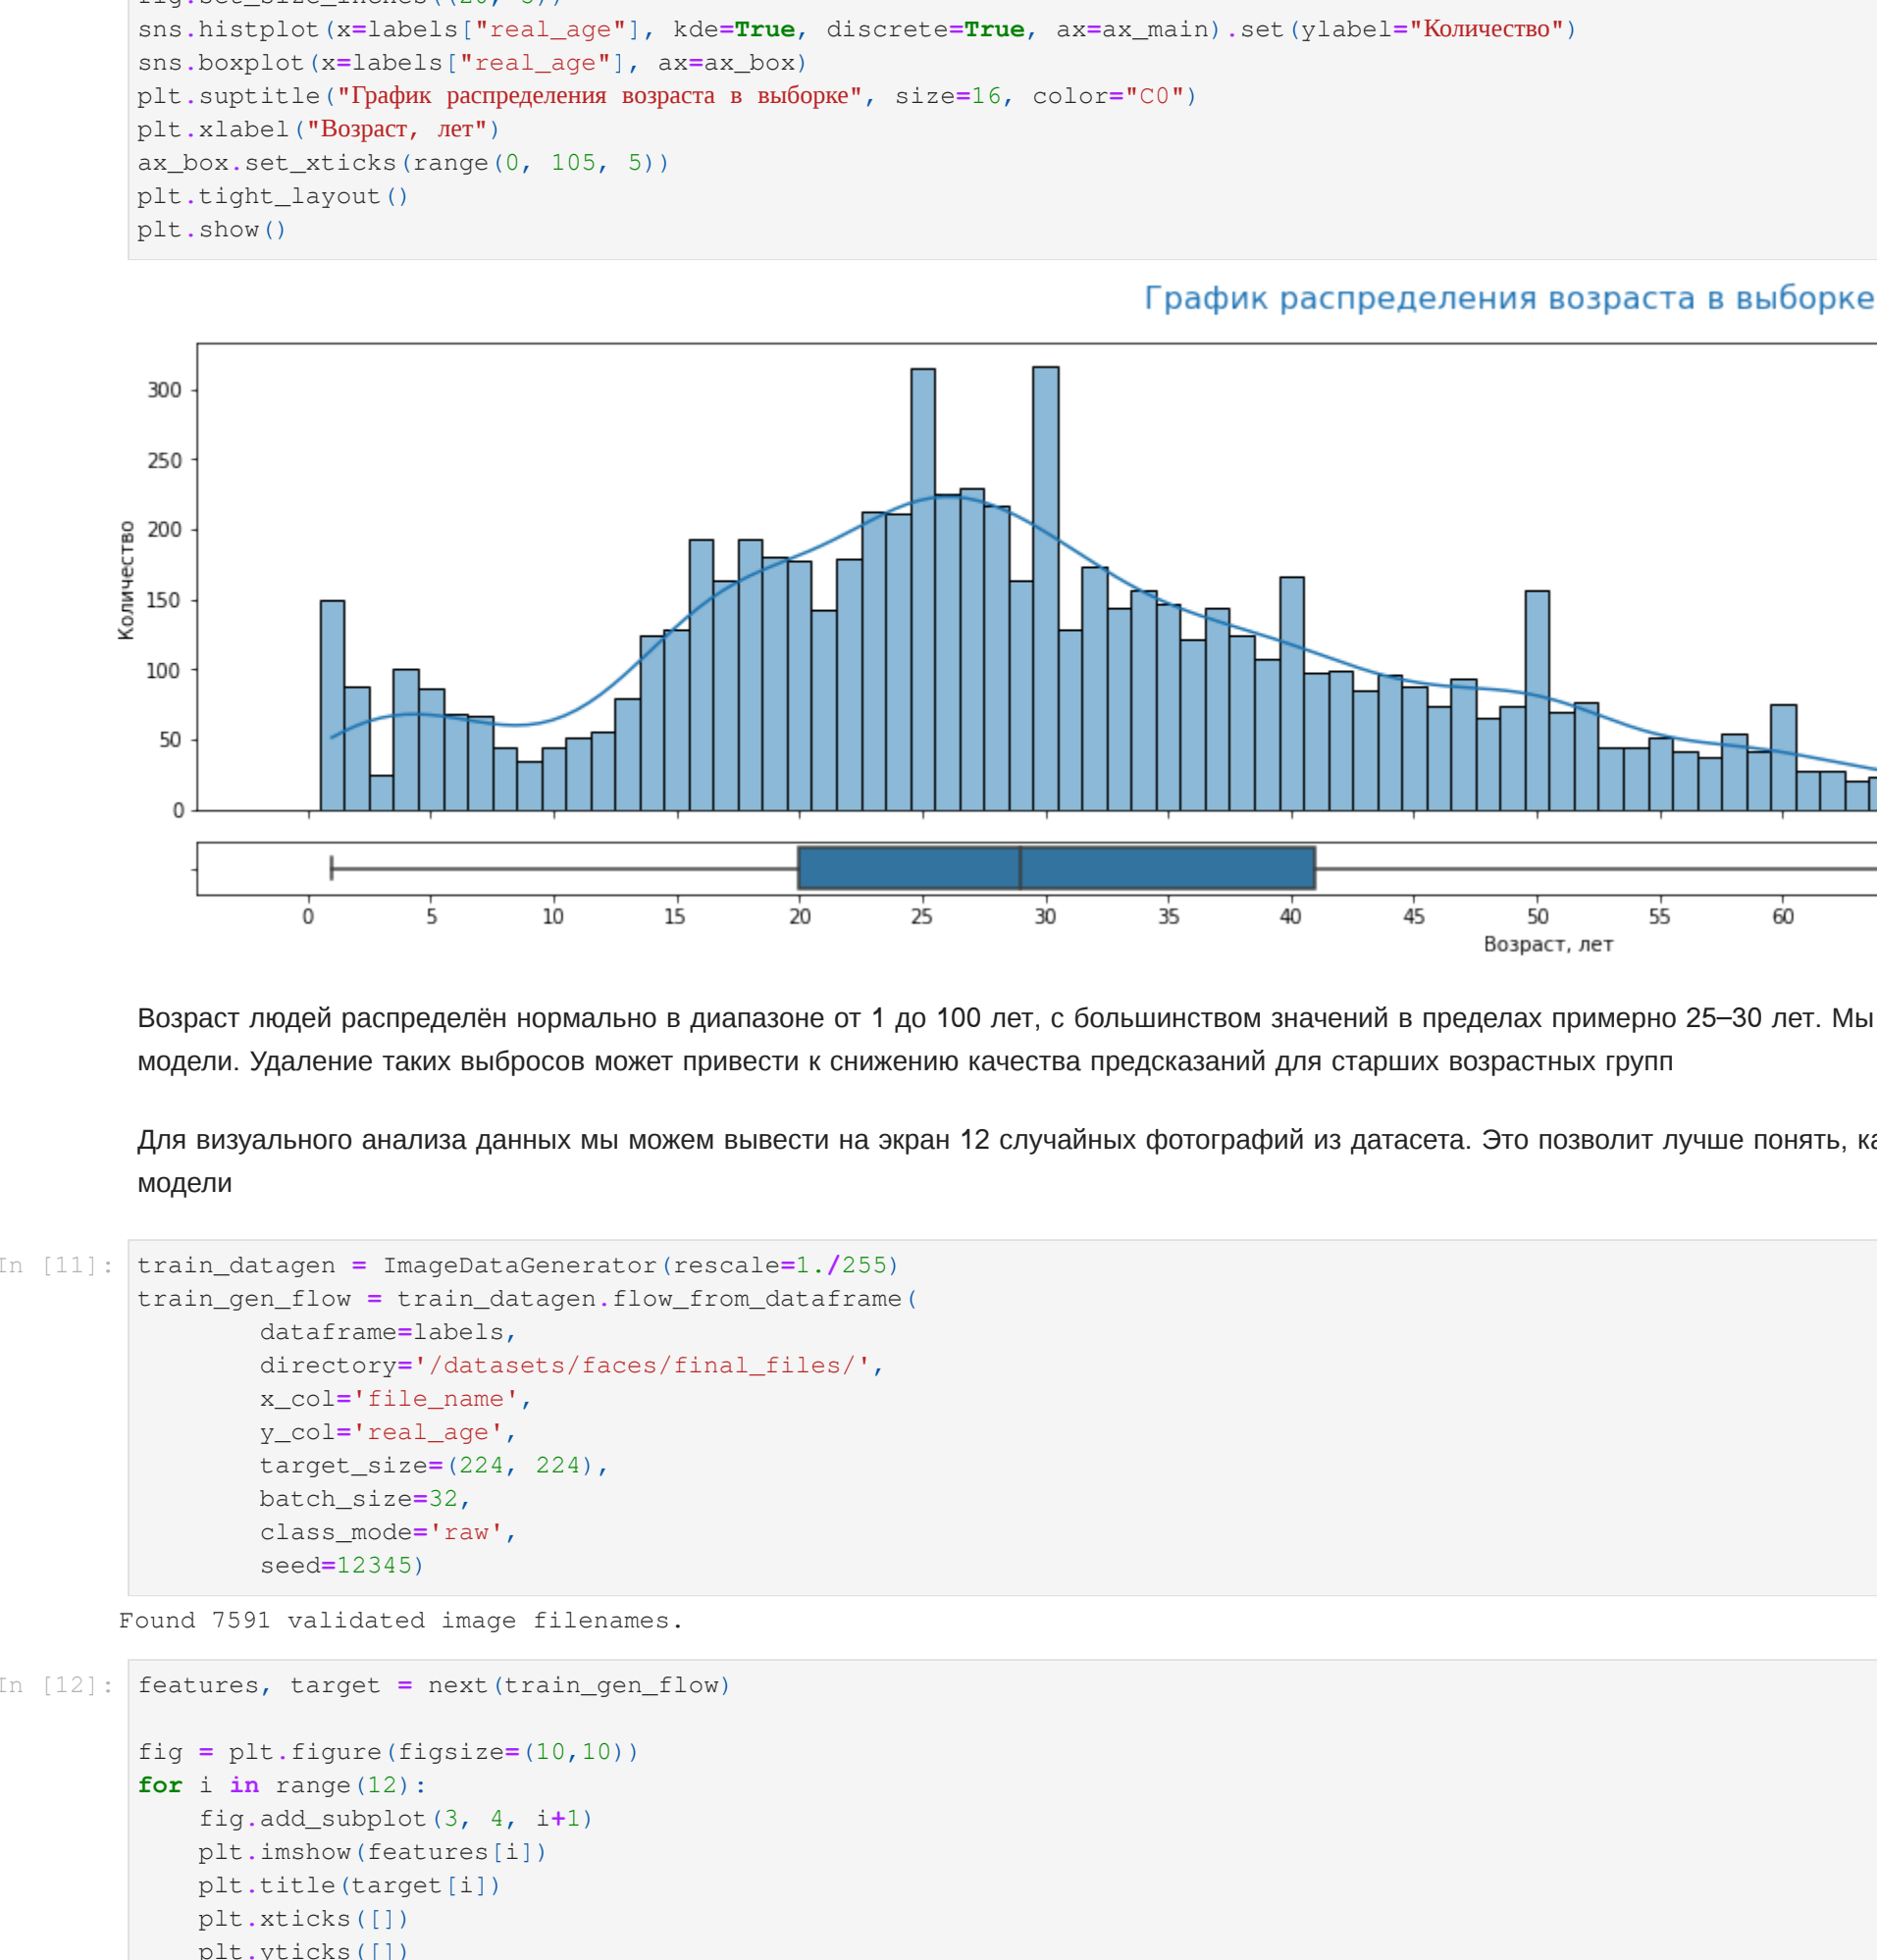 fig.set_size_inches((20, 5))
sns.histplot(x=labels["real_age"], kde=True, discrete=True, ax=ax_main).set(ylabel="Количество")
sns.boxplot(x=labels["real_age"], ax=ax_box)
plt.suptitle("График распределения возраста в выборке", size=16, color="C0")
plt.xlabel("Возраст, лет")
ax_box.set_xticks(range(0, 105, 5))
plt.tight_layout()
plt.show()
График распределения возраста в выборке
300
250
200
150
100
50
0
Количество
0 5 10 15 20 25 30 35 40 45 50 55 60
Возраст, лет
Возраст людей распределён нормально в диапазоне от 1 до 100 лет, с большинством значений в пределах примерно 25–30 лет. Мы
модели. Удаление таких выбросов может привести к снижению качества предсказаний для старших возрастных групп
Для визуального анализа данных мы можем вывести на экран 12 случайных фотографий из датасета. Это позволит лучше понять,
модели
In [11]:
train_datagen = ImageDataGenerator(rescale=1./255)
train_gen_flow = train_datagen.flow_from_dataframe(
dataframe=labels,
directory='/datasets/faces/final_files/',
x_col='file_name',
y_col='real_age',
target_size=(224, 224),
batch_size=32,
class_mode='raw',
seed=12345)
Found 7591 validated image filenames.
In [12]:
features, target = next(train_gen_flow)
fig = plt.figure(figsize=(10,10))
for i in range(12):
fig.add_subplot(3, 4, i+1)
plt.imshow(features[i])
plt.title(target[i])
plt.xticks([])
plt.yticks([])